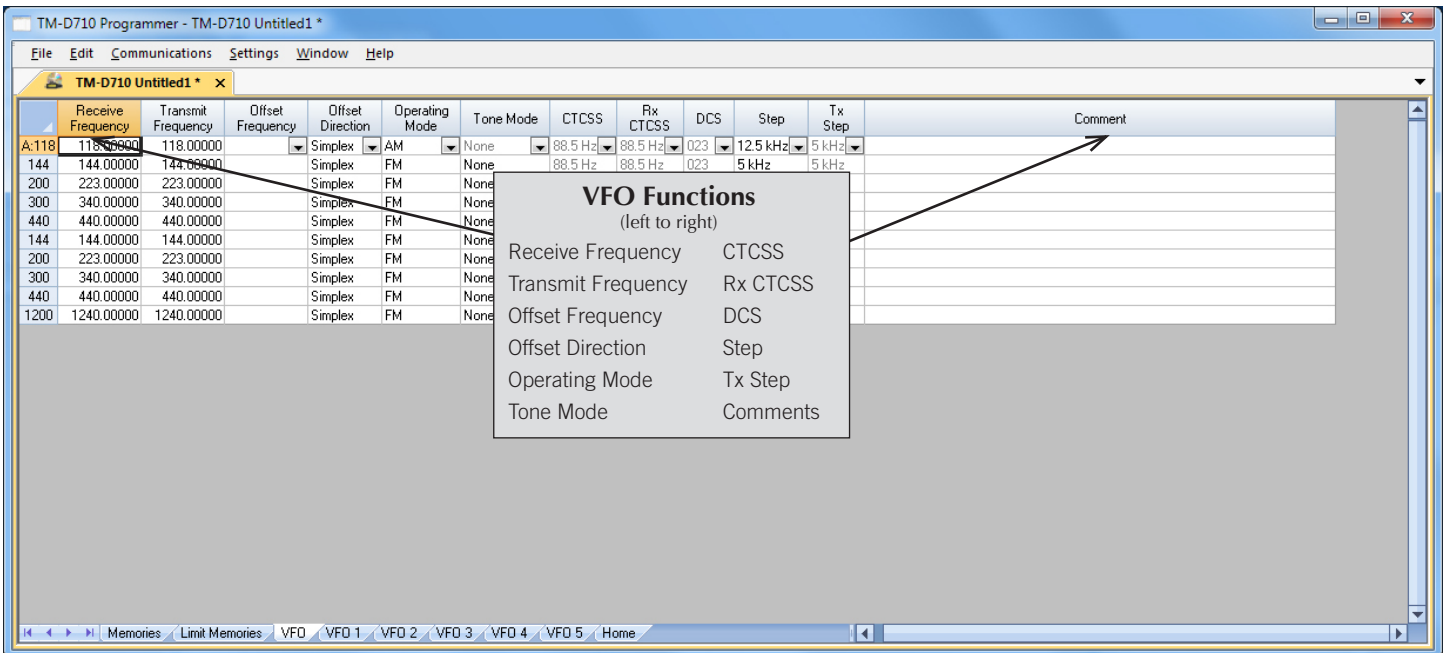 TM-D710 Programmer - TM-D710 Untitled1 *
File Edit Communications Settings Window Help
TM-D710 Untitled1 * x
Receive Frequency Transmit Frequency Offset Frequency Offset Direction Operating Mode Tone Mode CTCSS Rx CTCSS DCS Step Tx Step Comment
A:118 118.00000 118.00000 Simplex AM None 88.5 Hz 88.5 Hz 023 12.5 kHz 5 kHz
144 144.00000 144.00000 Simplex FM None 88.5 Hz 88.5 Hz 023 5 kHz 5 kHz
200 223.00000 223.00000 Simplex FM None
300 340.00000 340.00000 Simplex FM None
440 440.00000 440.00000 Simplex FM None
144 144.00000 144.00000 Simplex FM None
200 223.00000 223.00000 Simplex FM None
300 340.00000 340.00000 Simplex FM None
440 440.00000 440.00000 Simplex FM None
1200 1240.00000 1240.00000 Simplex FM None
VFO Functions
(left to right)
Receive Frequency CTCSS
Transmit Frequency Rx CTCSS
Offset Frequency DCS
Offset Direction Step
Operating Mode Tx Step
Tone Mode Comments
Memories Limit Memories VFO VFO 1 VFO 2 VFO 3 VFO 4 VFO 5 Home